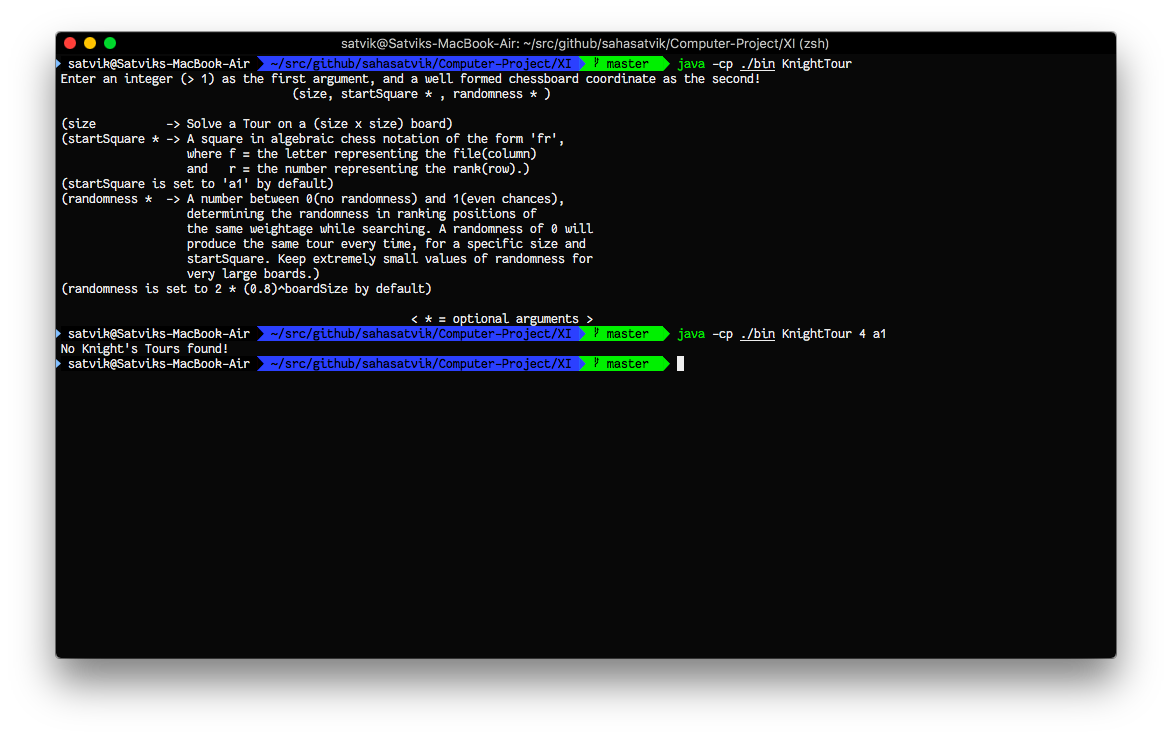 satvik@Satviks-MacBook-Air: ~/src/github/sahasatvik/Computer-Project/XI (zsh)
satvik@Satviks-MacBook-Air ~/src/github/sahasatvik/Computer-Project/XI master java -cp ./bin KnightTour
Enter an integer (> 1) as the first argument, and a well formed chessboard coordinate as the second!
(size, startSquare * , randomness * )
(size -> Solve a Tour on a (size x size) board)
(startSquare * -> A square in algebraic chess notation of the form 'fr',
where f = the letter representing the file(column)
and r = the number representing the rank(row).)
(startSquare is set to 'a1' by default)
(randomness * -> A number between 0(no randomness) and 1(even chances),
determining the randomness in ranking positions of
the same weightage while searching. A randomness of 0 will
produce the same tour every time, for a specific size and
startSquare. Keep extremely small values of randomness for
very large boards.)
(randomness is set to 2 * (0.8)^boardSize by default)
< * = optional arguments >
satvik@Satviks-MacBook-Air ~/src/github/sahasatvik/Computer-Project/XI master java -cp ./bin KnightTour 4 a1
No Knight's Tours found!
satvik@Satviks-MacBook-Air ~/src/github/sahasatvik/Computer-Project/XI master